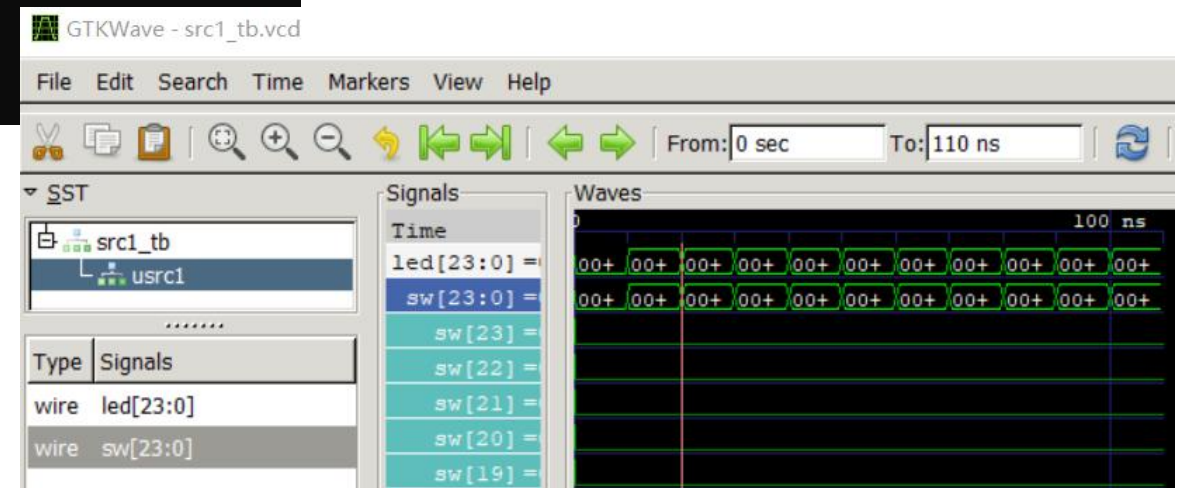 GTKWave - src1_tb.vcd
File Edit Search Time Markers View Help
From: 0 sec To: 110 ns
SST
src1_tb
usrc1
Type Signals
wire led[23:0]
wire sw[23:0]
Signals
Time
led[23:0] =
sw[23:0] =
sw[23] =
sw[22] =
sw[21] =
sw[20] =
sw[19] =
Waves
100 ns
00+ 00+ 00+ 00+ 00+ 00+ 00+ 00+ 00+ 00+ 00+
00+ 00+ 00+ 00+ 00+ 00+ 00+ 00+ 00+ 00+ 00+